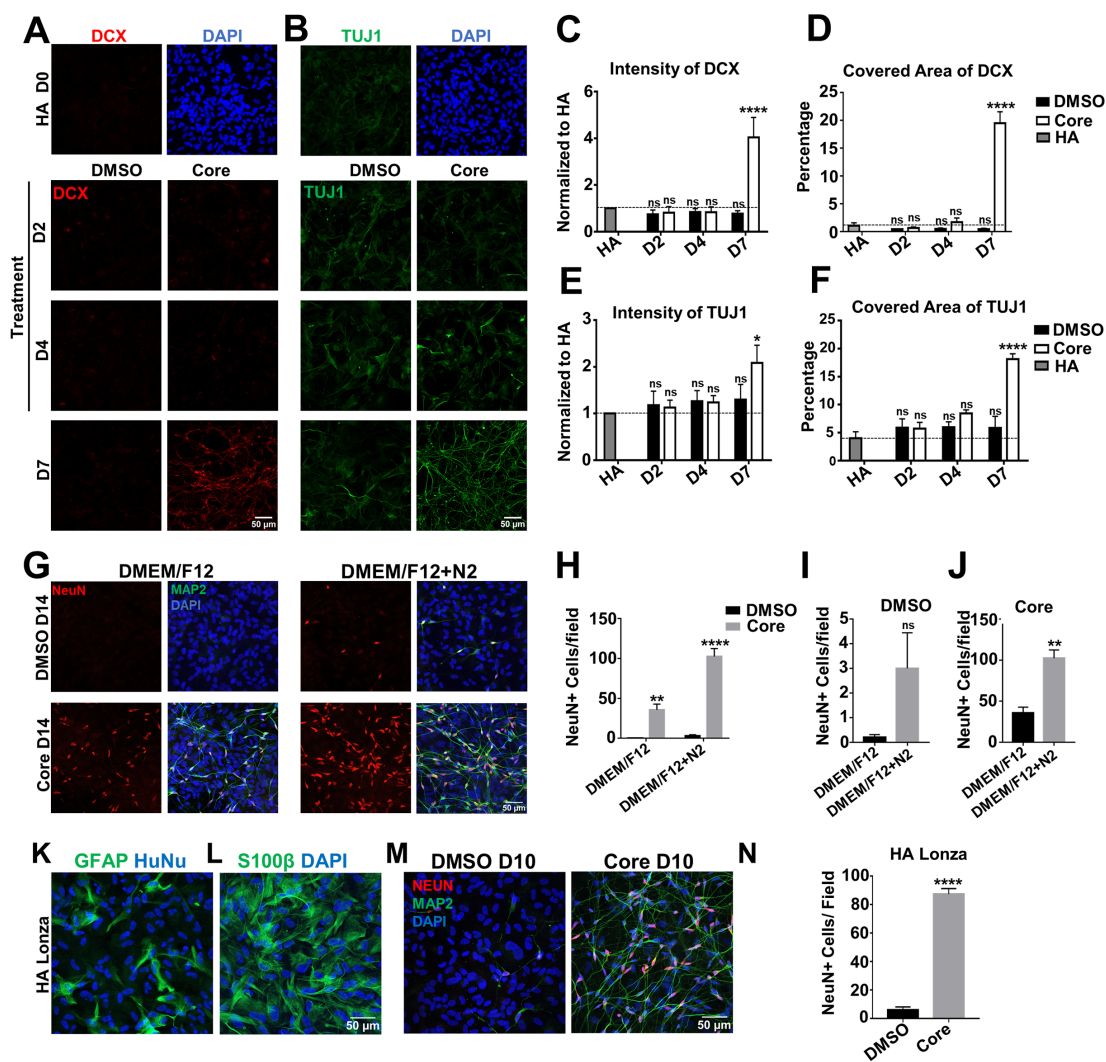 A
DCX
DAPI
HA D0
DMSO
Core
DCX
Treatment
D2
D4
D7
50 µm
B
TUJ1
DAPI
DMSO
Core
TUJ1
50 µm
C
Intensity of DCX
Normalized to HA
6
4
2
0
ns
ns
ns
ns
ns
****
HA
D2
D4
D7
D
Covered Area of DCX
Percentage
25
20
15
10
5
0
ns
ns
ns
ns
ns
****
HA
D2
D4
D7
DMSO
Core
HA
E
Intensity of TUJ1
Normalized to HA
3
2
1
0
ns
ns
ns
ns
ns
*
HA
D2
D4
D7
F
Covered Area of TUJ1
Percentage
25
20
15
10
5
0
ns
ns
ns
ns
ns
****
HA
D2
D4
D7
DMSO
Core
HA
G
DMEM/F12
DMEM/F12+N2
NeuN
MAP2
DAPI
DMSO D14
Core D14
50 µm
H
NeuN+ Cells/field
150
100
50
0
**
****
DMEM/F12
DMEM/F12+N2
DMSO
Core
I
DMSO
NeuN+ Cells/field
5
4
3
2
1
0
ns
DMEM/F12
DMEM/F12+N2
J
Core
NeuN+ Cells/field
150
100
50
0
**
DMEM/F12
DMEM/F12+N2
K
GFAP HuNu
HA Lonza
L
S100β DAPI
50 µm
M
DMSO D10
Core D10
NEUN
MAP2
DAPI
50 µm
N
HA Lonza
NeuN+ Cells/ Field
100
80
60
40
20
0
****
DMSO
Core